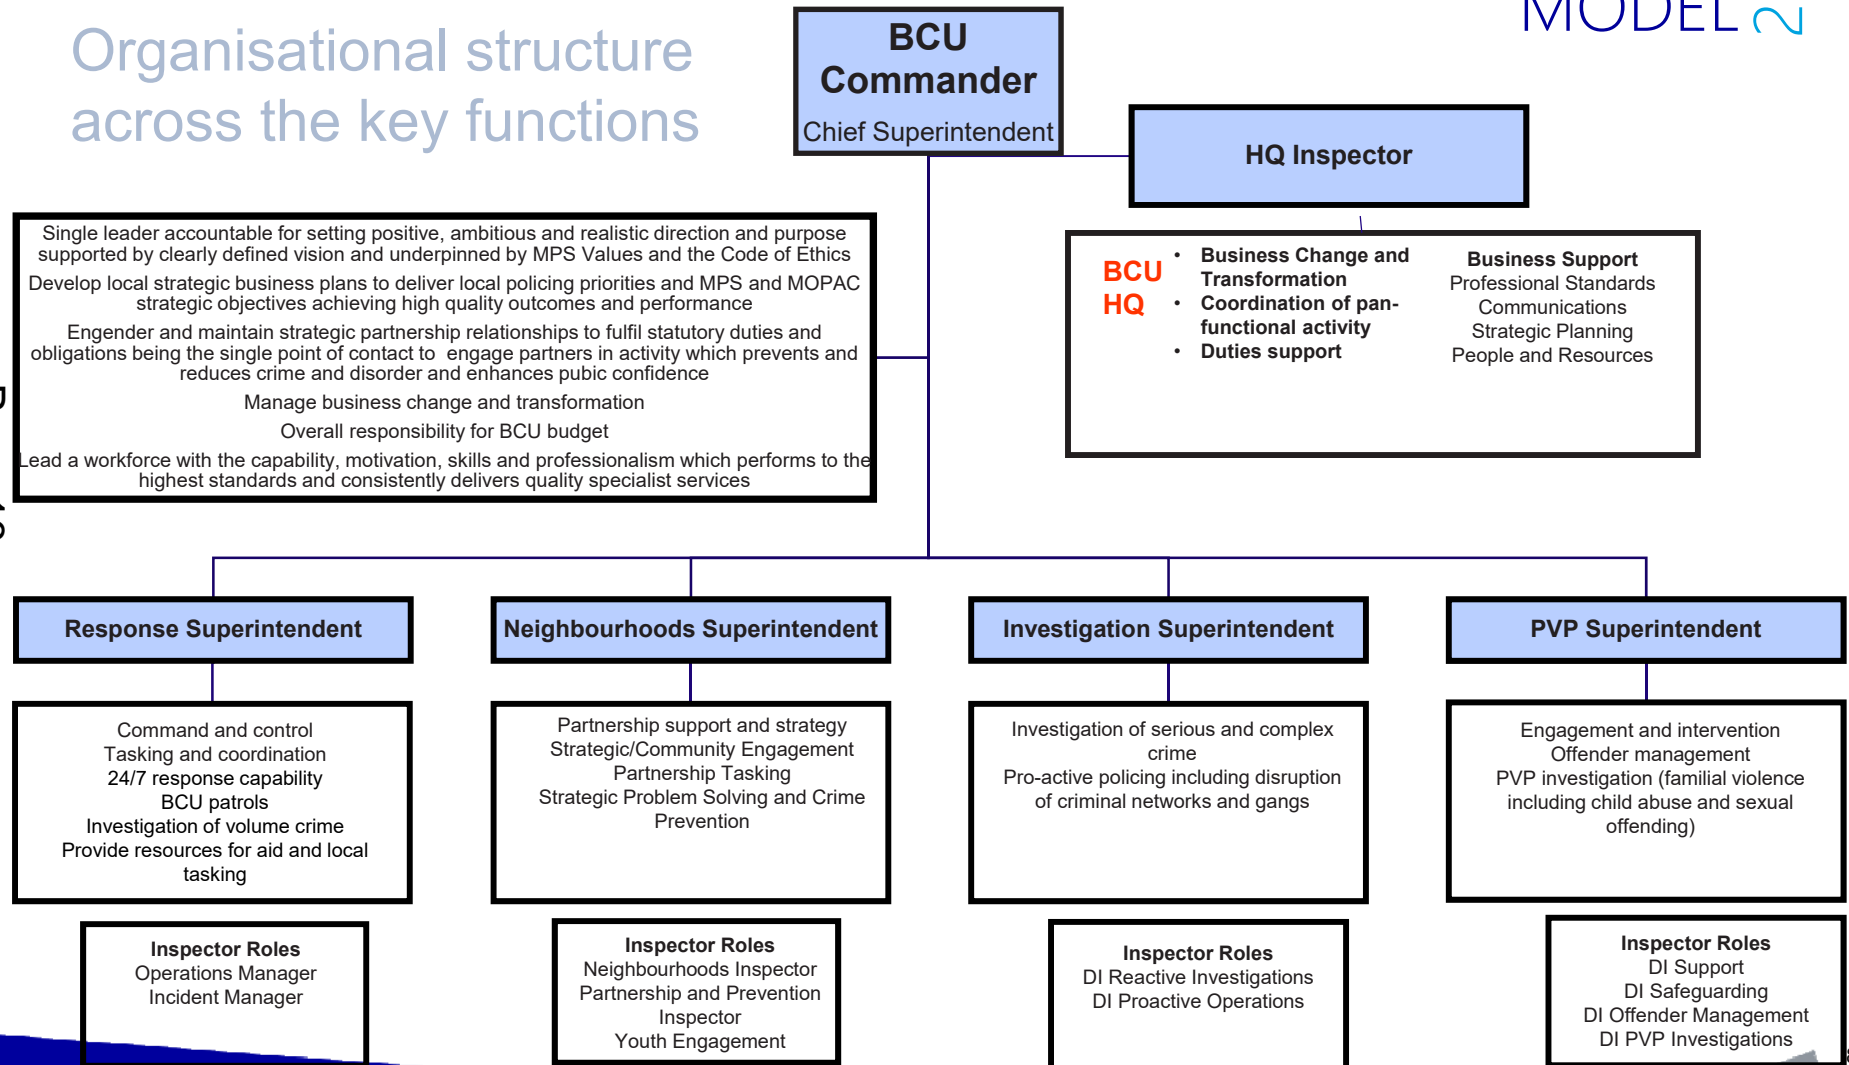 Organisational structure
across the key functions
MODEL 2
BCU
Commander
Chief Superintendent
HQ Inspector
Single leader accountable for setting positive, ambitious and realistic direction and purpose
supported by clearly defined vision and underpinned by MPS Values and the Code of Ethics
Develop local strategic business plans to deliver local policing priorities and MPS and MOPAC
strategic objectives achieving high quality outcomes and performance
Engender and maintain strategic partnership relationships to fulfil statutory duties and
obligations being the single point of contact to engage partners in activity which prevents and
reduces crime and disorder and enhances pubic confidence
Manage business change and transformation
Overall responsibility for BCU budget
Lead a workforce with the capability, motivation, skills and professionalism which performs to the
highest standards and consistently delivers quality specialist services
BCU
HQ
• Business Change and
Transformation
• Coordination of pan-
functional activity
• Duties support
Business Support
Professional Standards
Communications
Strategic Planning
People and Resources
Response Superintendent
Command and control
Tasking and coordination
24/7 response capability
BCU patrols
Investigation of volume crime
Provide resources for aid and local
tasking
Inspector Roles
Operations Manager
Incident Manager
Neighbourhoods Superintendent
Partnership support and strategy
Strategic/Community Engagement
Partnership Tasking
Strategic Problem Solving and Crime
Prevention
Inspector Roles
Neighbourhoods Inspector
Partnership and Prevention
Inspector
Youth Engagement
Investigation Superintendent
Investigation of serious and complex
crime
Pro-active policing including disruption
of criminal networks and gangs
Inspector Roles
DI Reactive Investigations
DI Proactive Operations
PVP Superintendent
Engagement and intervention
Offender management
PVP investigation (familial violence
including child abuse and sexual
offending)
Inspector Roles
DI Support
DI Safeguarding
DI Offender Management
DI PVP Investigations